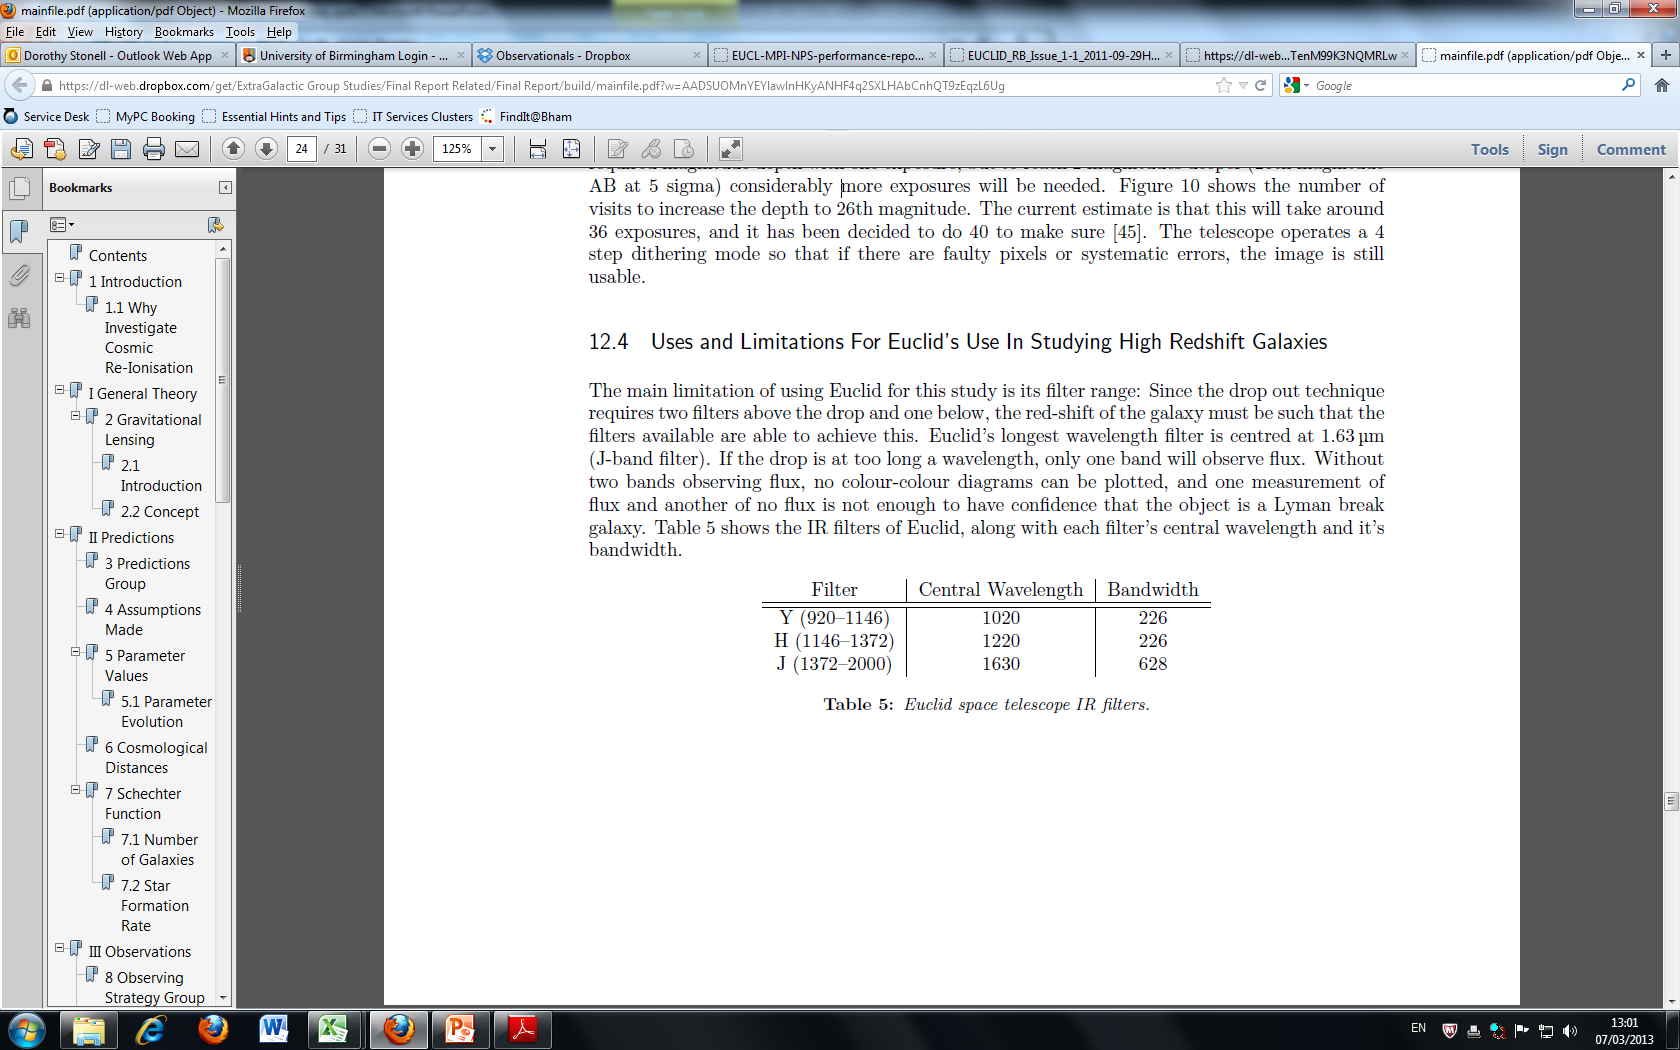 mainfile.pdf (application/pdf Object) - Mozilla Firefox
File Edit View History Bookmarks Tools Help
Dorothy Stonell - Outlook Web App
University of Birmingham Login - ...
Observationals - Dropbox
EUCL-MPI-NPS-performance-repo...
EUCLID_RB_Issue_1-1_2011-09-29H...
https://dl-web...TenM99K3NQMRLw
mainfile.pdf (application/pdf Obje...
https://dl-web.dropbox.com/get/ExtraGalactic Group Studies/Final Report Related/Final Report/build/mainfile.pdf?w=AADSUOMnYEYIawInHKyANHF4q2SXLHAbCnhQT9zEqzL6Ug
Google
Service Desk MyPC Booking Essential Hints and Tips IT Services Clusters FindIt@Bham
24 / 31 125% Tools Sign Comment
Bookmarks
Contents
1 Introduction
1.1 Why
Investigate
Cosmic
Re-Ionisation
I General Theory
2 Gravitational
Lensing
2.1
Introduction
2.2 Concept
II Predictions
3 Predictions
Group
4 Assumptions
Made
5 Parameter
Values
5.1 Parameter
Evolution
6 Cosmological
Distances
7 Schechter
Function
7.1 Number
of Galaxies
7.2 Star
Formation
Rate
III Observations
8 Observing
Strategy Group
AB at 5 sigma) considerably more exposures will be needed. Figure 10 shows the number of
visits to increase the depth to 26th magnitude. The current estimate is that this will take around
36 exposures, and it has been decided to do 40 to make sure [45]. The telescope operates a 4
step dithering mode so that if there are faulty pixels or systematic errors, the image is still
usable.
12.4 Uses and Limitations For Euclid's Use In Studying High Redshift Galaxies
The main limitation of using Euclid for this study is its filter range: Since the drop out technique
requires two filters above the drop and one below, the red-shift of the galaxy must be such that the
filters available are able to achieve this. Euclid's longest wavelength filter is centred at 1.63 µm
(J-band filter). If the drop is at too long a wavelength, only one band will observe flux. Without
two bands observing flux, no colour-colour diagrams can be plotted, and one measurement of
flux and another of no flux is not enough to have confidence that the object is a Lyman break
galaxy. Table 5 shows the IR filters of Euclid, along with each filter's central wavelength and it's
bandwidth.
Filter Central Wavelength Bandwidth
Y (920–1146) 1020 226
H (1146–1372) 1220 226
J (1372–2000) 1630 628
Table 5: Euclid space telescope IR filters.
EN
13:01
07/03/2013